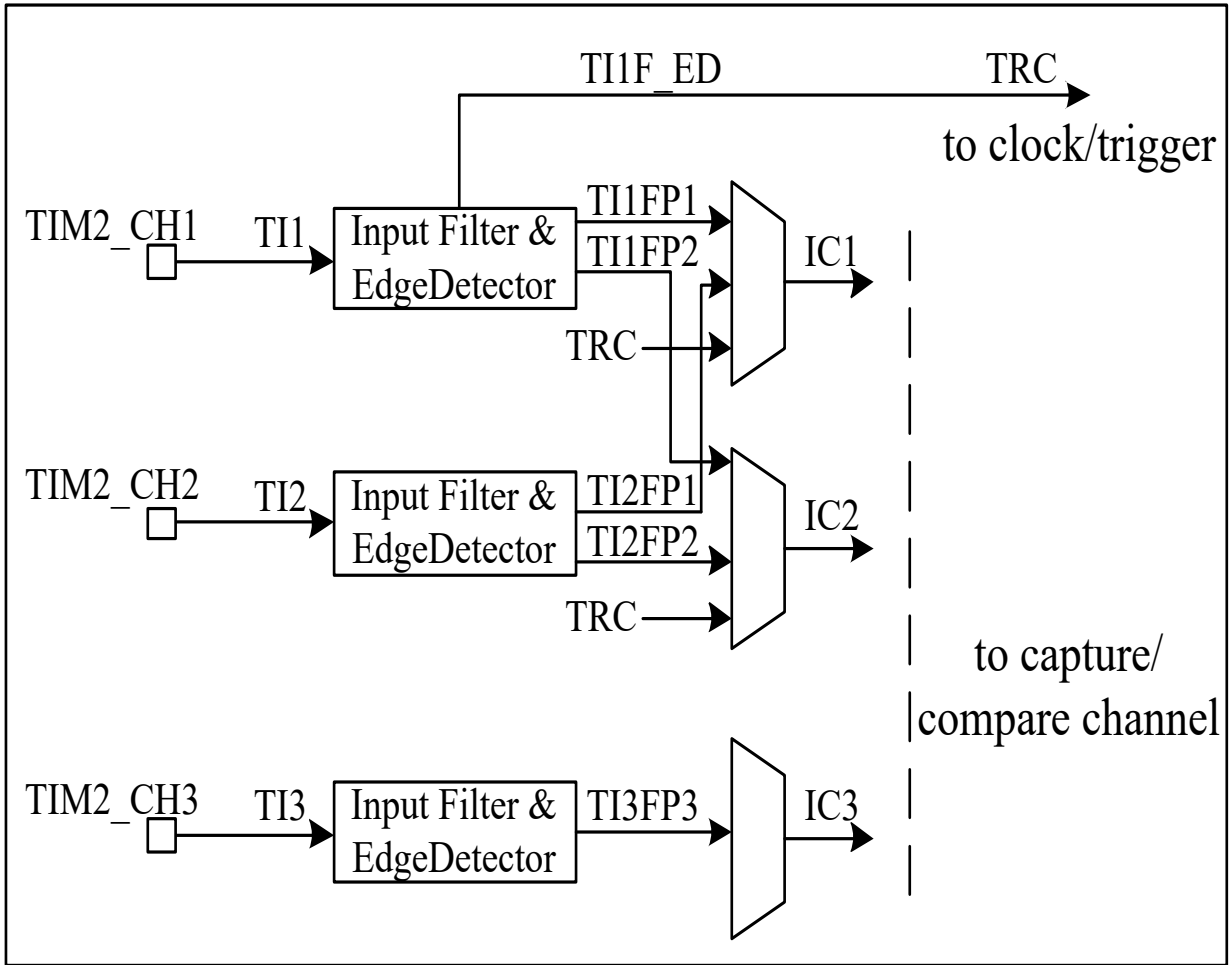 TI1F_ED
TRC
to clock/trigger
TIM2_CH1
TI1
Input Filter &
EdgeDetector
TI1FP1
TI1FP2
TRC
IC1
TIM2_CH2
TI2
Input Filter &
EdgeDetector
TI2FP1
TI2FP2
TRC
IC2
to capture/
compare channel
TIM2_CH3
TI3
Input Filter &
EdgeDetector
TI3FP3
IC3